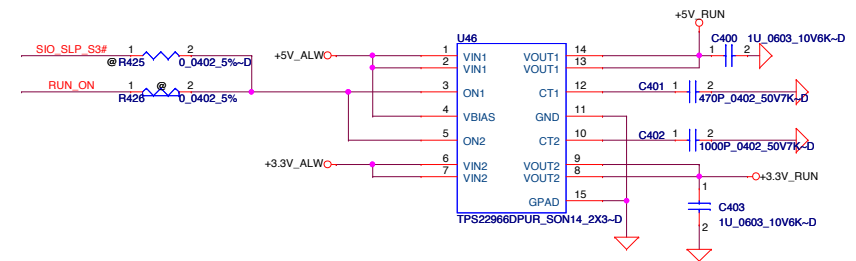 +5V_RUN
U46
C400 1U_0603_10V6K~D
SIO_SLP_S3# 1 2
@ R425 0_0402_5%~D
+5V_ALW
1 VIN1 VOUT1 14 1 2
2 VIN1 VOUT1 13
RUN_ON 1 @ 2
R426 0_0402_5%
3 ON1 CT1 12 C401 1 2
470P_0402_50V7K~D
4 VBIAS GND 11
5 ON2 CT2 10 C402 1 2
1000P_0402_50V7K~D
+3.3V_ALW
6 VIN2 VOUT2 9
7 VIN2 VOUT2 8 +3.3V_RUN
GPAD 15 1
C403
1U_0603_10V6K~D
2
TPS22966DPUR_SON14_2X3~D